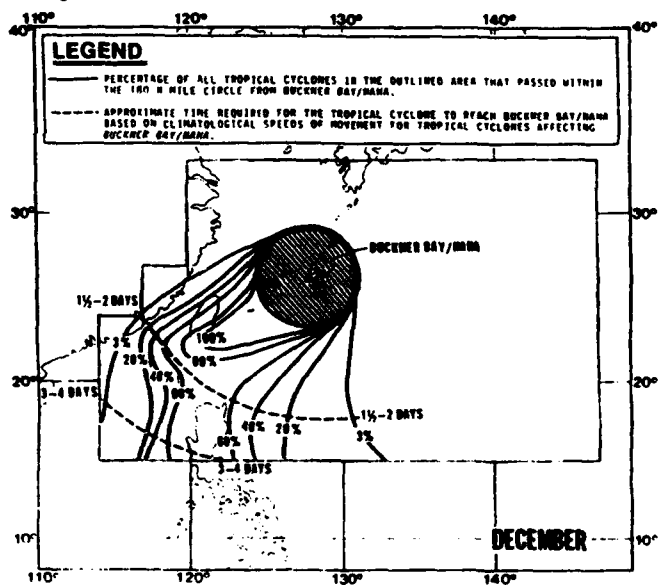 110° 120° 130° 140°
40° 40°
LEGEND
PERCENTAGE OF ALL TROPICAL CYCLONES IN THE OUTLINED AREA THAT PASSED WITHIN
THE 180 N MILE CIRCLE FROM BUCKNER BAY/NAHA.
APPROXIMATE TIME REQUIRED FOR THE TROPICAL CYCLONE TO REACH BUCKNER BAY/NAHA
BASED ON CLIMATOLOGICAL SPEEDS OF MOVEMENT FOR TROPICAL CYCLONES AFFECTING
BUCKNER BAY/NAHA.
30° 30°
BUCKNER BAY/NAHA
1½-2 DAYS
100%
3%
20% 80%
40%
20° 60% 20°
3-4 DAYS
1½-2 DAYS
60% 40% 20% 3%
3-4 DAYS
10° DECEMBER 10°
110° 120° 130° 140°